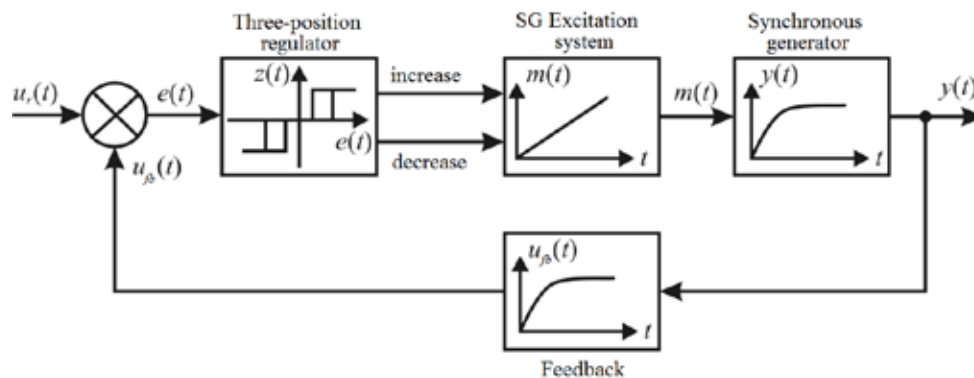 Three-position
regulator
SG Excitation
system
Synchronous
generator
u_r(t)
e(t)
z(t)
e(t)
increase
decrease
m(t)
t
m(t)
y(t)
t
y(t)
u_fb(t)
u_fb(t)
t
Feedback